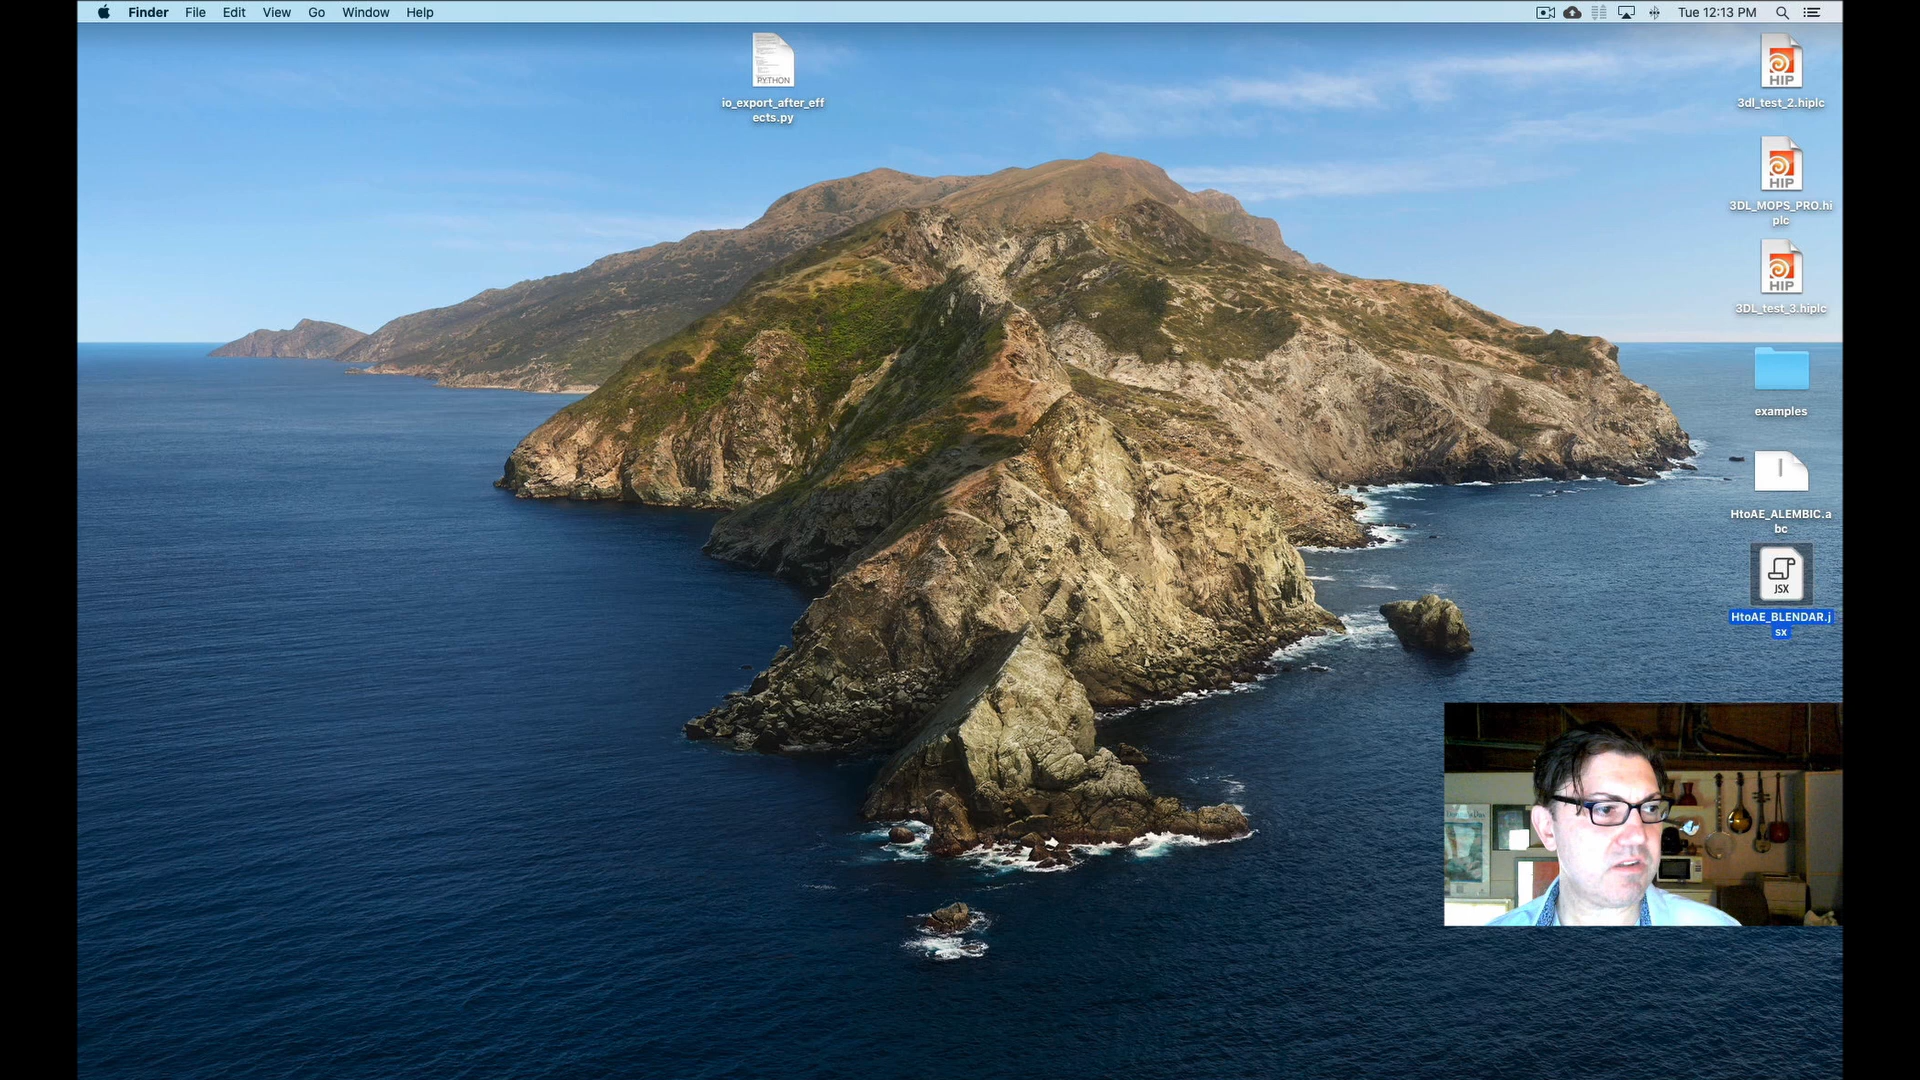 Finder File Edit View Go Window Help
Tue 12:13 PM
PYTHON
io_export_after_eff
ects.py
HIP
3dl_test_2.hiplc
HIP
3DL_MOPS_PRO.hi
plc
HIP
3DL_test_3.hiplc
examples
HtoAE_ALEMBIC.a
bc
JSX
HtoAE_BLENDAR.j
sx